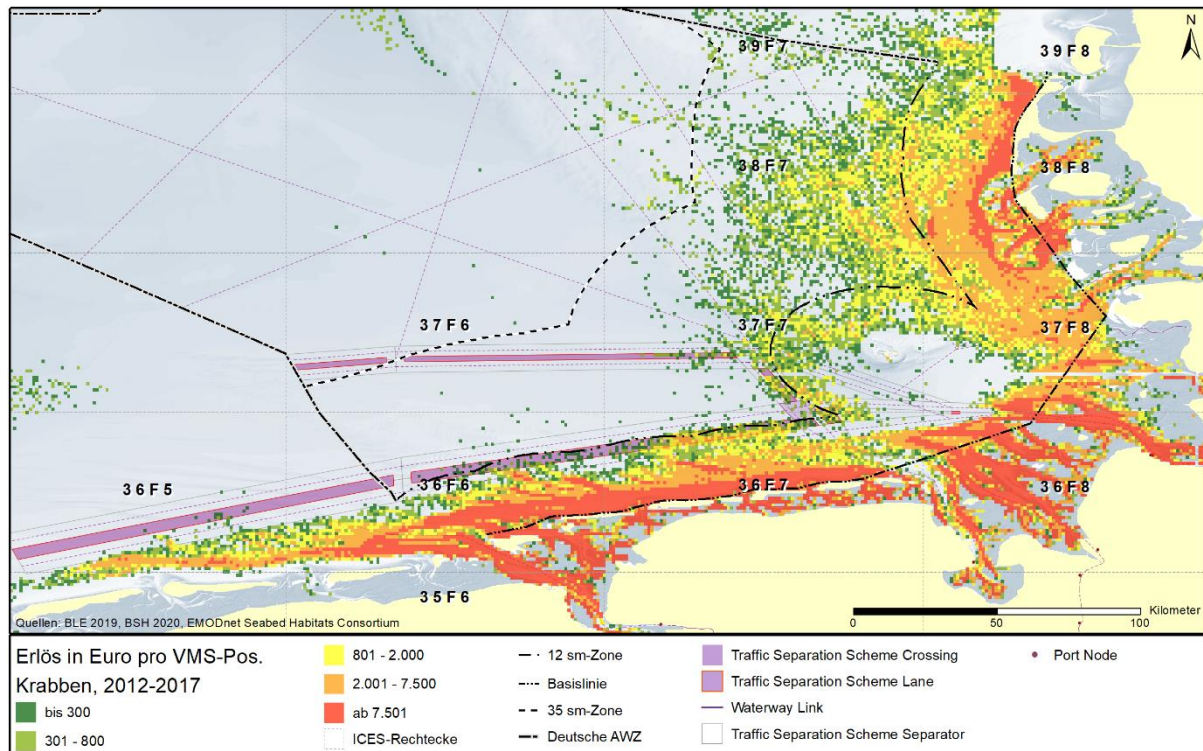 N
39F7
39F8
38F7
38F8
37F6
37F7
37F8
36F5
36F6
36F7
36F8
35F6
Quellen: BLE 2019, BSH 2020, EMODnet Seabed Habitats Consortium
Kilometer
0 50 100
Erlös in Euro pro VMS-Pos.
Krabben, 2012-2017
bis 300
301 - 800
801 - 2.000
2.001 - 7.500
ab 7.501
ICES-Rechtecke
12 sm-Zone
Basislinie
35 sm-Zone
Deutsche AWZ
Traffic Separation Scheme Crossing
Traffic Separation Scheme Lane
Waterway Link
Traffic Separation Scheme Separator
Port Node